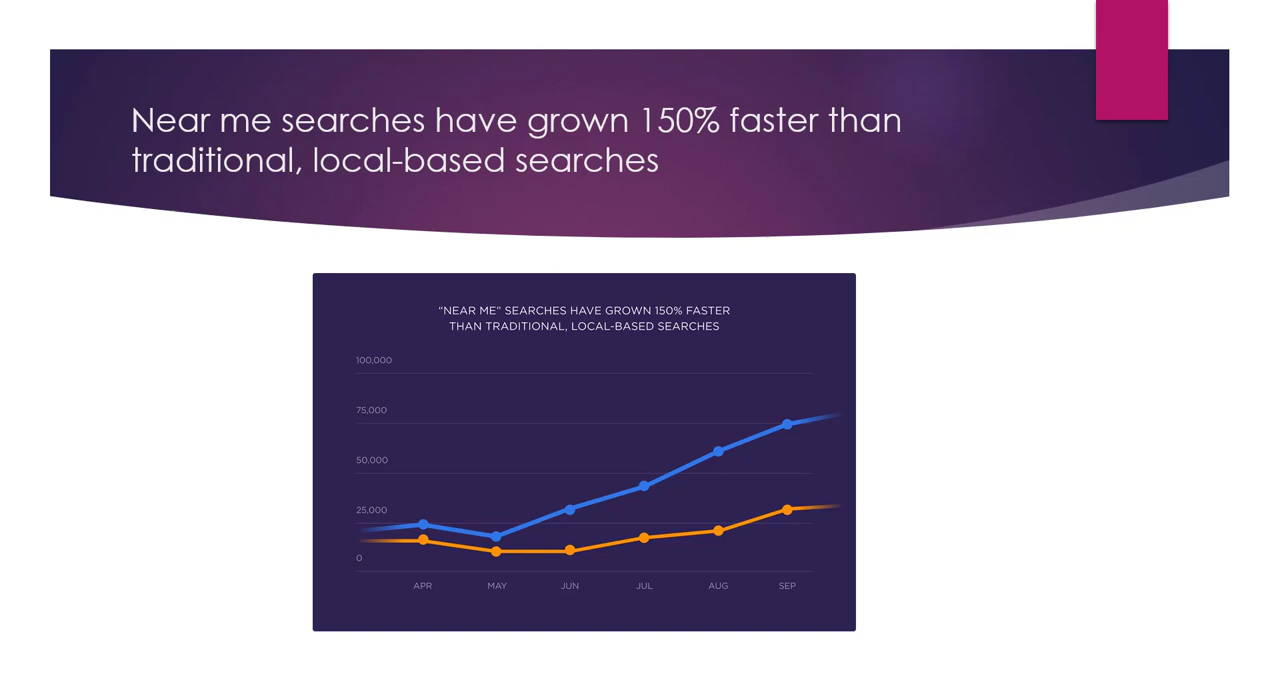 Near me searches have grown 150% faster than
traditional, local-based searches
“NEAR ME” SEARCHES HAVE GROWN 150% FASTER
THAN TRADITIONAL, LOCAL-BASED SEARCHES
100,000
75,000
50,000
25,000
0
APR MAY JUN JUL AUG SEP